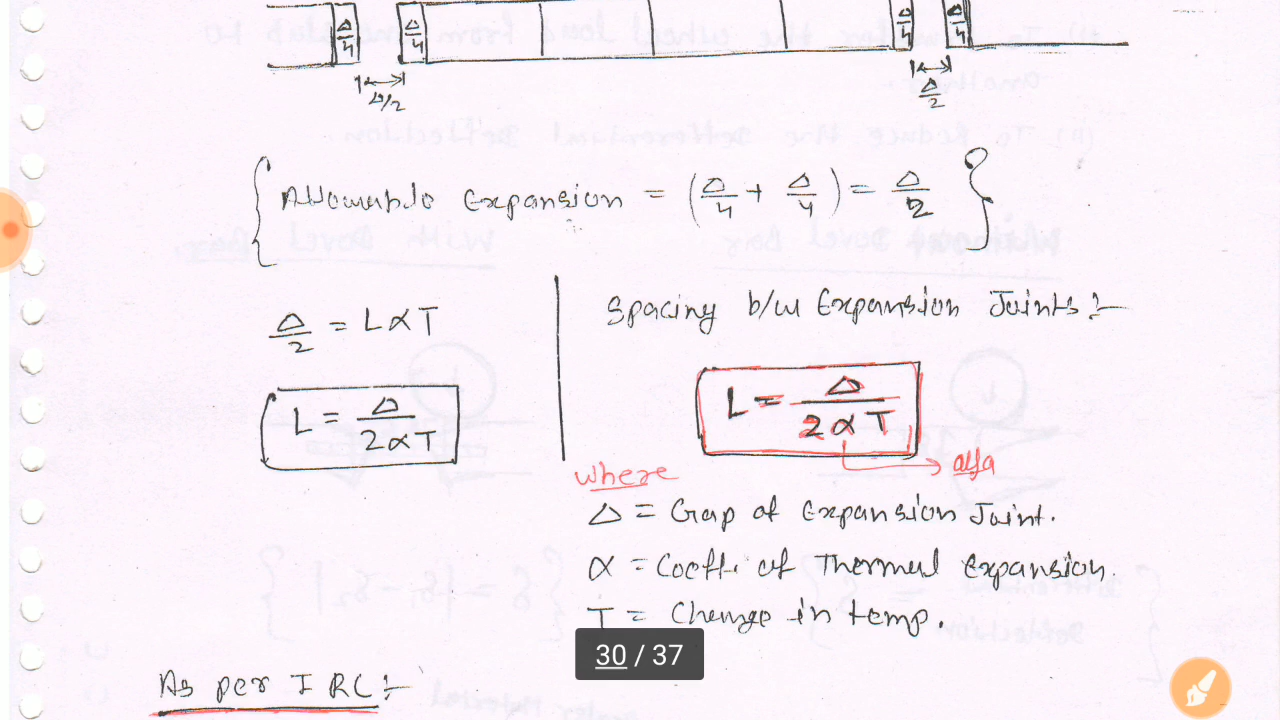 Δ/4 Δ/4 Δ/4 Δ/4
Δ/2 Δ/2
Allowable Expansion = (Δ/4 + Δ/4) = Δ/2
Δ/2 = LαT
L = Δ/2αT
Spacing b/w Expansion Joints :-
L = Δ/2αT
alfa
where
Δ = Gap of Expansion Joint.
α = Coeffi. of Thermal Expansion.
T = Change in temp.
30 / 37
As per IRC :-